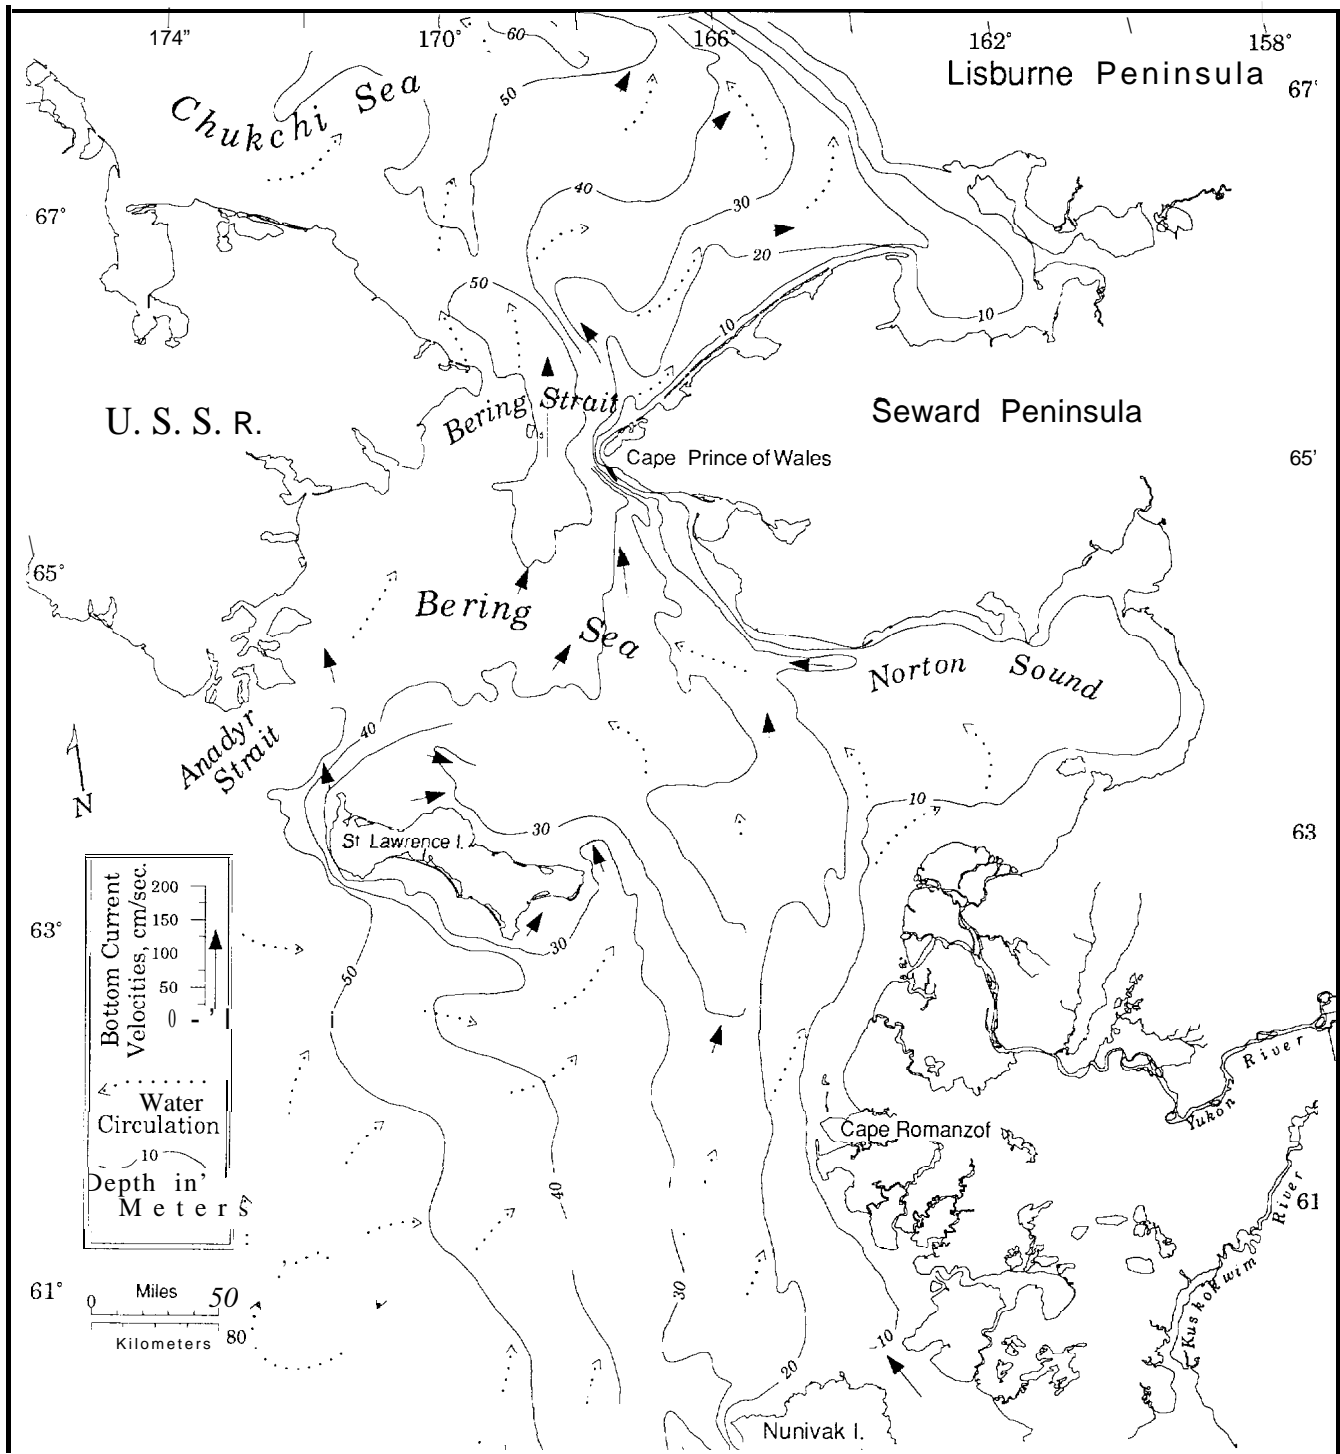 174"
170°
166°
162°
158°
60
Lisburne Peninsula
67'
Chukchi Sea
50
40
30
67°
20
50
10
10
U. S. S. R.
Bering Strait
Seward Peninsula
Cape Prince of Wales
65'
65°
Bering Sea
Norton Sound
Anadyr
Strait
40
N
10
30
St Lawrence I.
63
63°
Bottom Current
Velocities, cm/sec.
200
150
100
50
0
30
50
Water
Circulation
10
Depth in'
Meters
Yukon River
Cape Romanzof
40
61
Kuskokwim River
61°
30
Miles
0 50
80
Kilometers
10
20
Nunivak I.